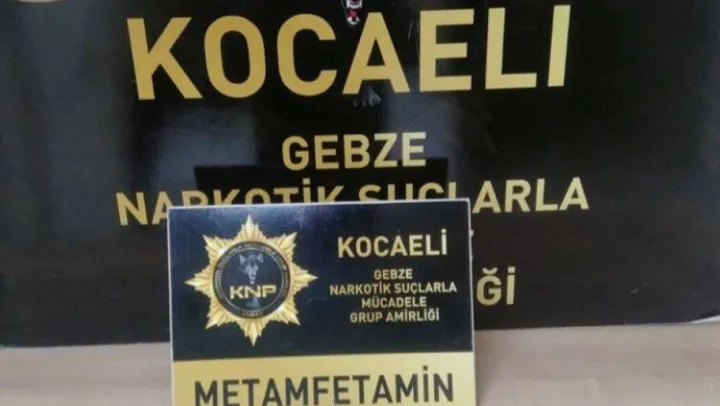 KOCAELİ
GEBZE
NARKOTİK SUÇLARLA
KOCAELİ
GEBZE
NARKOTİK SUÇLARLA
MÜCADELE
GRUP AMİRLİĞİ
KNP
METAMFETAMİN